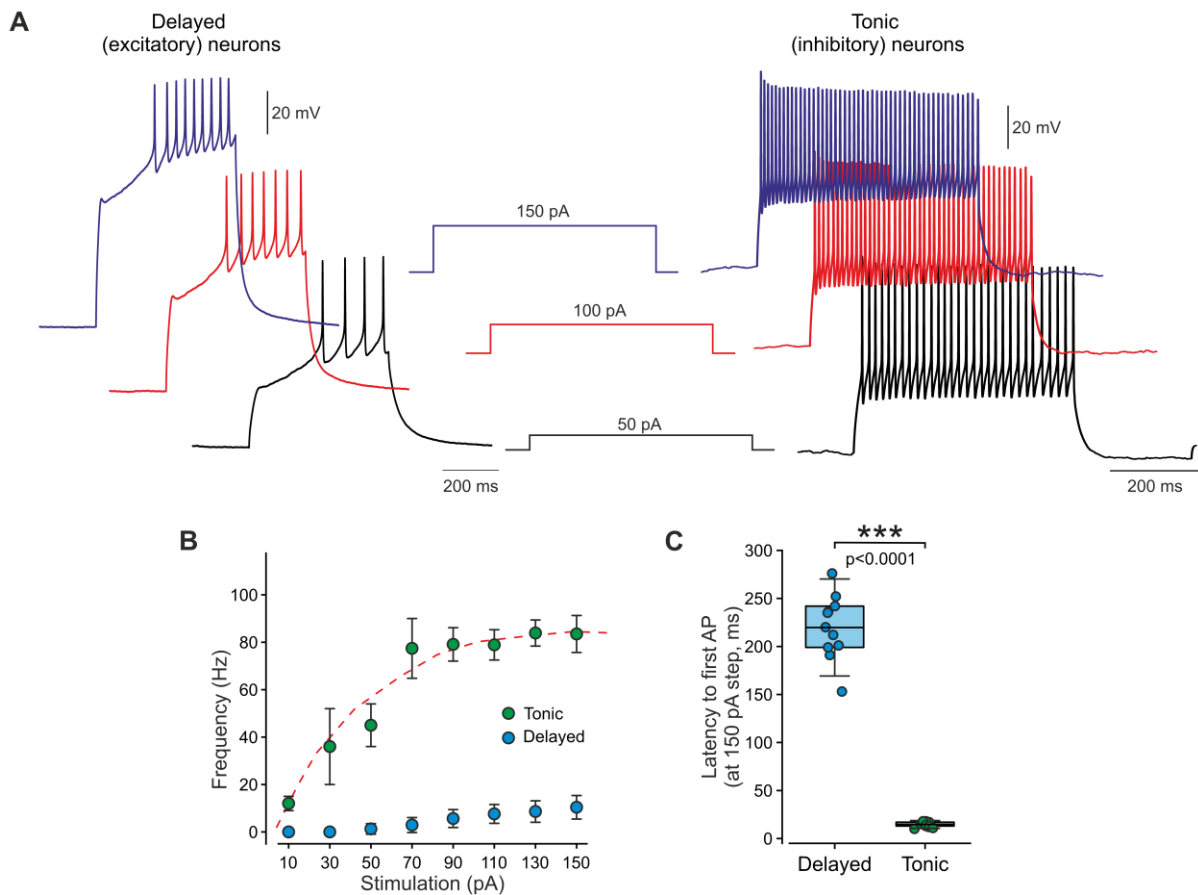 A
Delayed
(excitatory) neurons
Tonic
(inhibitory) neurons
20 mV
20 mV
150 pA
100 pA
50 pA
200 ms
200 ms
B
Frequency (Hz)
100
80
60
40
20
0
Tonic
Delayed
10 30 50 70 90 110 130 150
Stimulation (pA)
C
***
p<0.0001
Latency to first AP
(at 150 pA step, ms)
300
250
200
150
100
50
0
Delayed Tonic